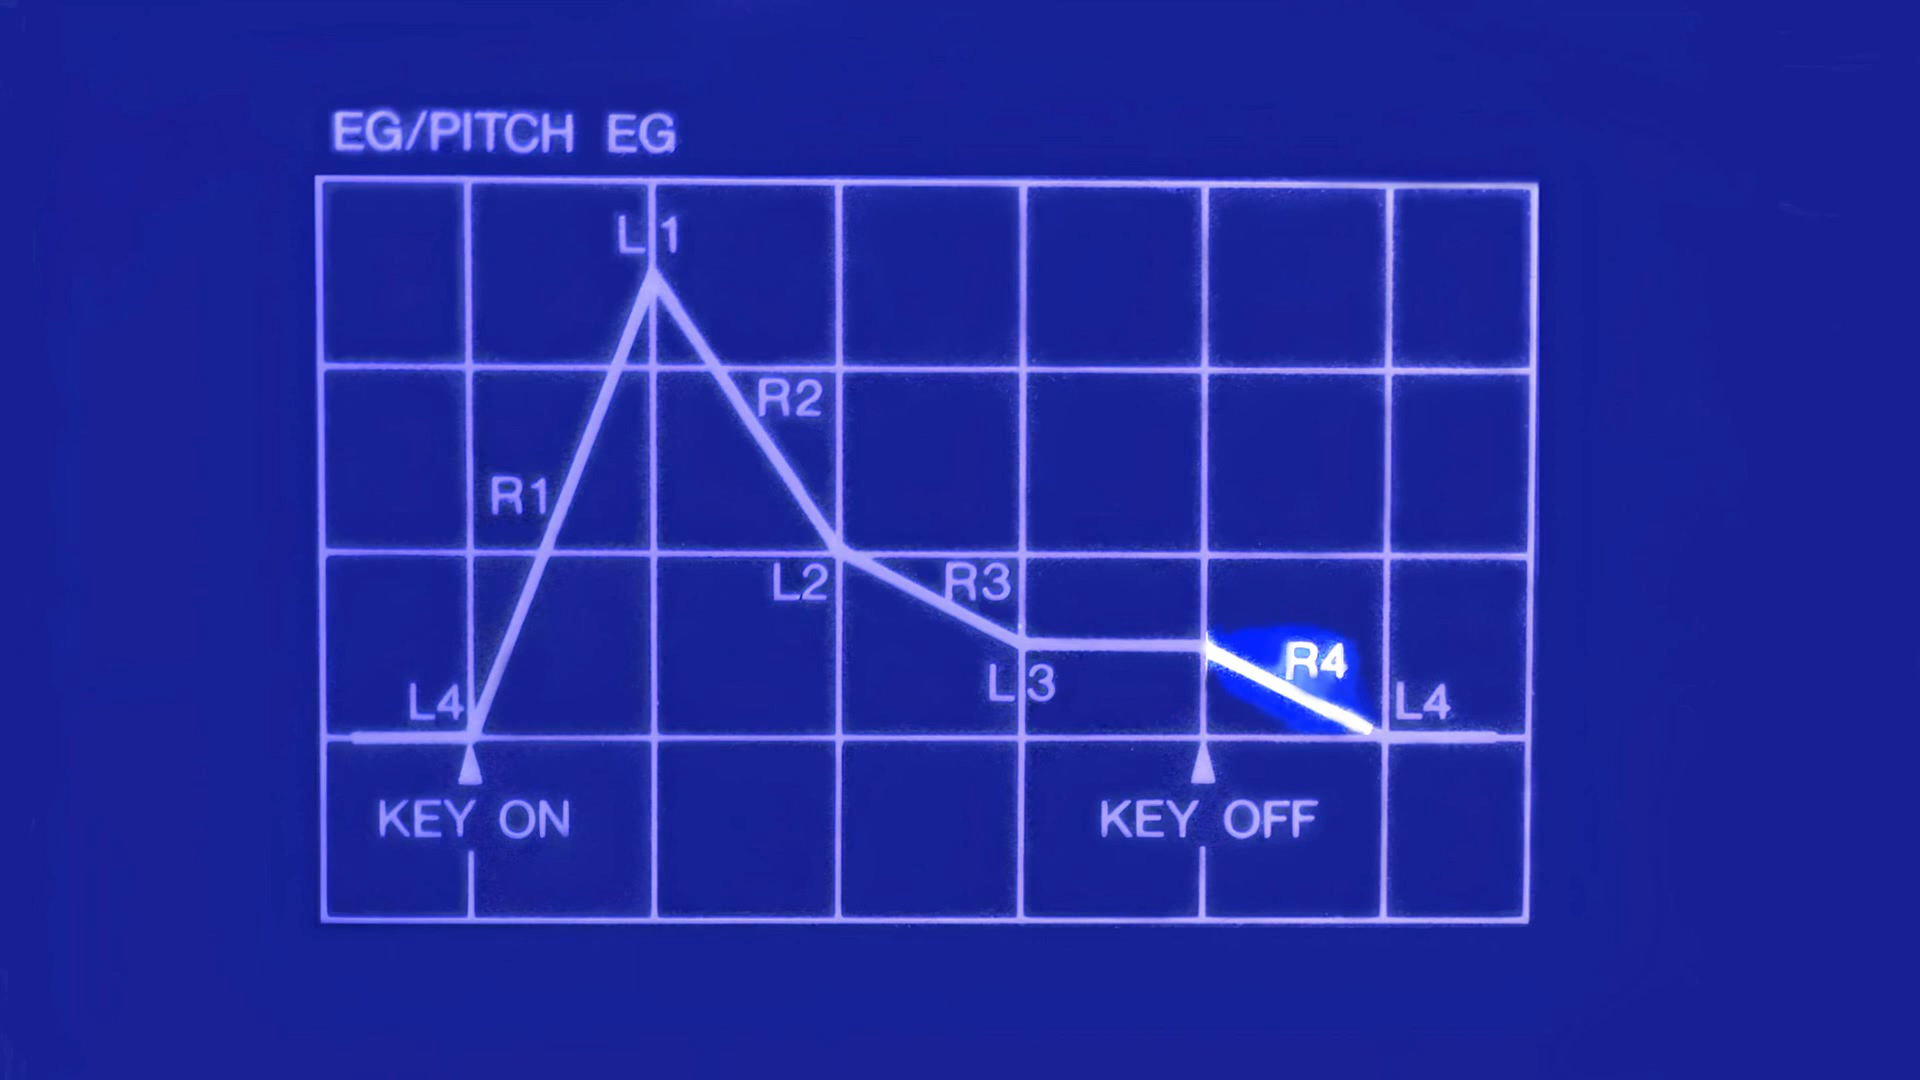 EG/PITCH EG
L1
R2
R1
L2
R3
R4
L4
L3
L4
KEY ON
KEY OFF